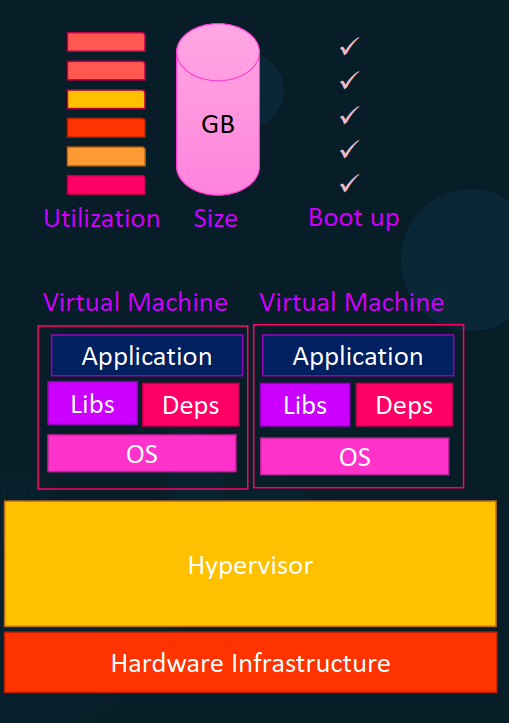 GB
Utilization Size Boot up
Virtual Machine Virtual Machine
Application Application
Libs Deps Libs Deps
OS OS
Hypervisor
Hardware Infrastructure